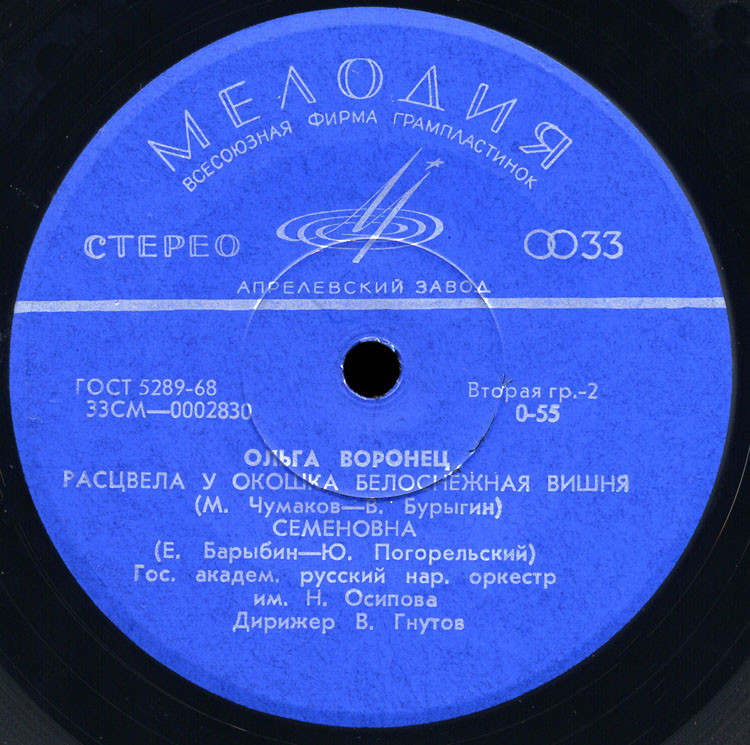 МЕЛОДИЯ
ВСЕСОЮЗНАЯ ФИРМА ГРАМПЛАСТИНОК
СТЕРЕО
33
АПРЕЛЕВСКИЙ ЗАВОД
ГОСТ 5289-68
33СМ—0002830
Вторая гр.-2
0-55
ОЛЬГА ВОРОНЕЦ
РАСЦВЕЛА У ОКОШКА БЕЛОСНЕЖНАЯ ВИШНЯ
(М. Чумаков—В. Бурыгин)
СЕМЕНОВНА
(Е. Барыбин—Ю. Погорельский)
Гос. академ. русский нар. оркестр
им. Н. Осипова
Дирижер В. Гнутов